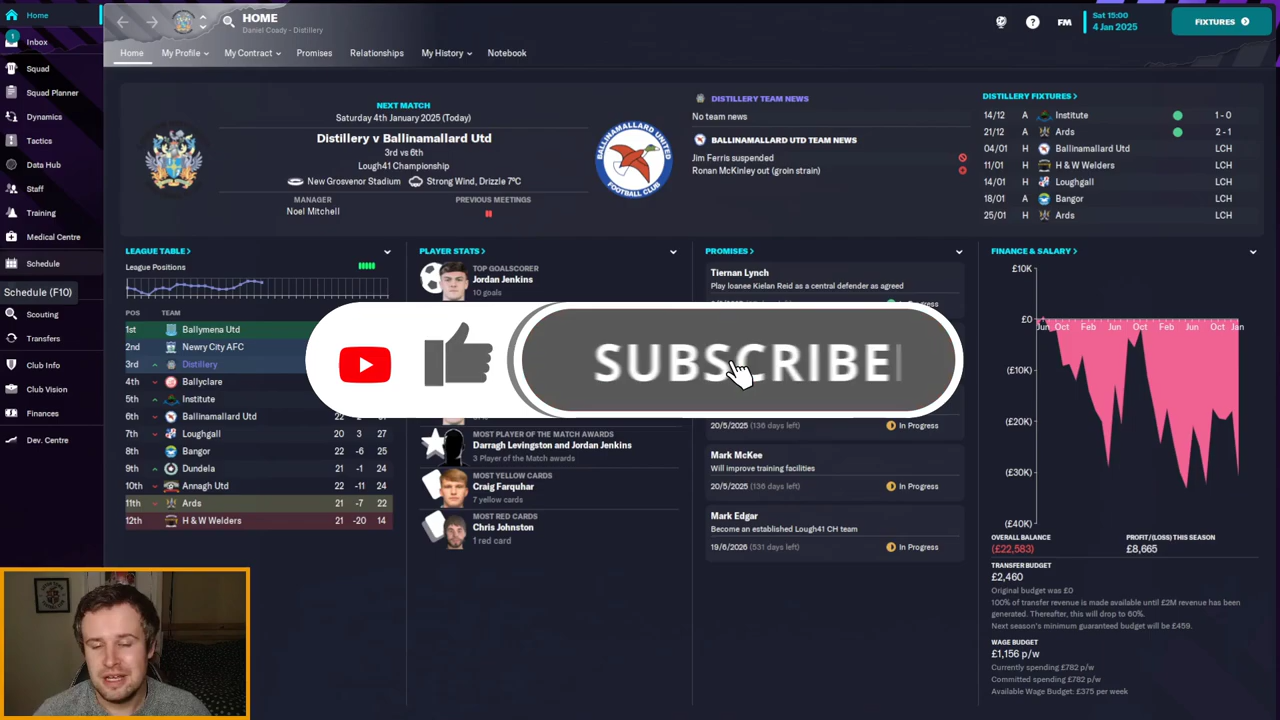 HOME
Daniel Coady - Distillery
Sat 15:00
4 Jan 2025
FM
FIXTURES
Home
My Profile
My Contract
Promises
Relationships
My History
Notebook
Home
1
Inbox
Squad
Squad Planner
Dynamics
Tactics
Data Hub
Staff
Training
Medical Centre
Schedule
Schedule (F10)
Scouting
Transfers
Club Info
Club Vision
Finances
Dev. Centre
NEXT MATCH
Saturday 4th January 2025 (Today)
Distillery v Ballinamallard Utd
3rd vs 6th
Lough41 Championship
New Grosvenor Stadium
Strong Wind, Drizzle 7ºC
MANAGER
Noel Mitchell
PREVIOUS MEETINGS
BALLINAMALLARD UNITED
FOOTBALL CLUB
DISTILLERY TEAM NEWS
No team news
BALLINAMALLARD UTD TEAM NEWS
Jim Ferris suspended
Ronan McKinley out (groin strain)
DISTILLERY FIXTURES >
14/12 A Institute 1 - 0
21/12 A Ards 2 - 1
04/01 H Ballinamallard Utd LCH
11/01 H H & W Welders LCH
14/01 H Loughgall LCH
18/01 A Bangor LCH
25/01 H Ards LCH
LEAGUE TABLE >
League Positions
POS TEAM
1st Ballymena Utd
2nd Newry City AFC
3rd Distillery
4th Ballyclare
5th Institute
6th Ballinamallard Utd
7th Loughgall 20 3 27
8th Bangor 22 -6 25
9th Dundela 21 -1 24
10th Annagh Utd 22 -11 24
11th Ards 21 -7 22
12th H & W Welders 21 -20 14
PLAYER STATS >
TOP GOALSCORER
Jordan Jenkins
10 goals
MOST PLAYER OF THE MATCH AWARDS
Darragh Levingston and Jordan Jenkins
3 Player of the Match awards
MOST YELLOW CARDS
Craig Farquhar
7 yellow cards
MOST RED CARDS
Chris Johnston
1 red card
PROMISES >
Tiernan Lynch
Play loanee Kielan Reid as a central defender as agreed
SUBSCRIBE
20/5/2025 (136 days left) In Progress
Mark McKee
Will improve training facilities
20/5/2025 (136 days left) In Progress
Mark Edgar
Become an established Lough41 CH team
19/6/2026 (531 days left) In Progress
FINANCE & SALARY >
£10K
£0
Jun Oct Feb Jun Oct Feb Jun Oct Jan
(£10K)
(£20K)
(£30K)
(£40K)
OVERALL BALANCE
(£22,583)
PROFIT/(LOSS) THIS SEASON
£8,665
TRANSFER BUDGET
£2,460
Original budget was £0
100% of transfer revenue is made available until £2M revenue has been
generated. Thereafter, this will drop to 60%.
Next season's minimum guaranteed budget will be £459.
WAGE BUDGET
£1,156 p/w
Currently spending £782 p/w
Committed spending £782 p/w
Available Wage Budget: £375 per week